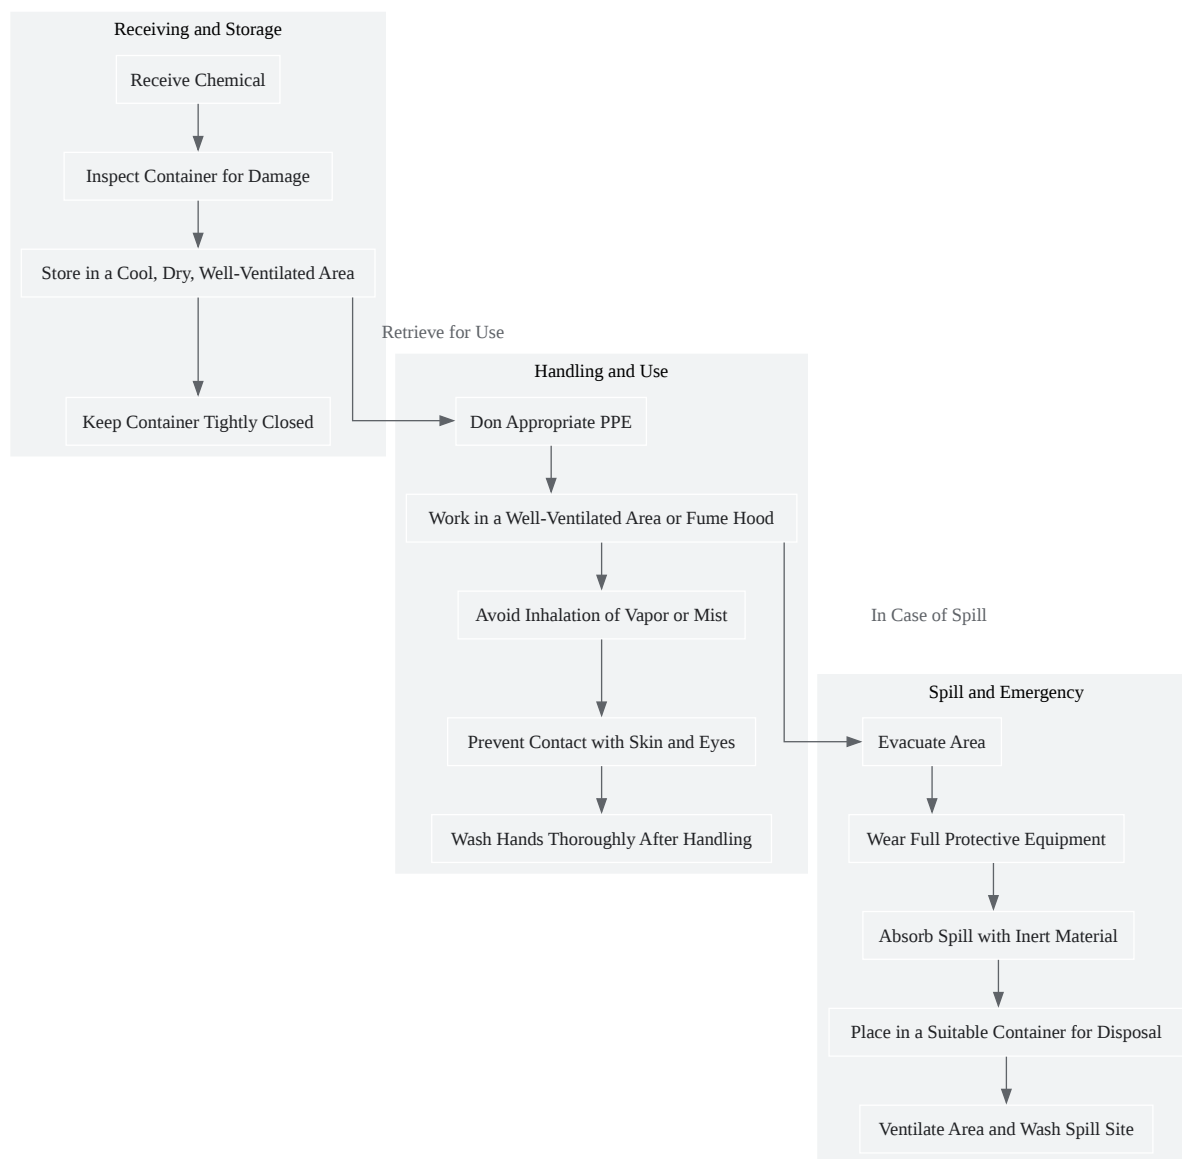 Receiving and Storage
Receive Chemical
Inspect Container for Damage
Store in a Cool, Dry, Well-Ventilated Area
Keep Container Tightly Closed
Retrieve for Use
Handling and Use
Don Appropriate PPE
Work in a Well-Ventilated Area or Fume Hood
Avoid Inhalation of Vapor or Mist
Prevent Contact with Skin and Eyes
Wash Hands Thoroughly After Handling
In Case of Spill
Spill and Emergency
Evacuate Area
Wear Full Protective Equipment
Absorb Spill with Inert Material
Place in a Suitable Container for Disposal
Ventilate Area and Wash Spill Site